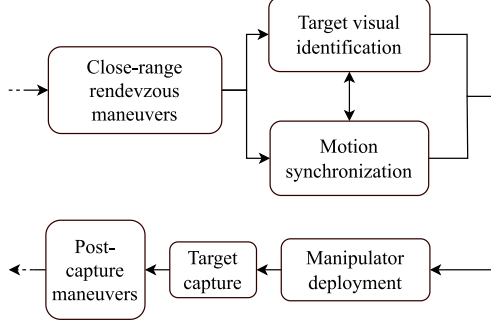 Close-range
rendevzous
maneuvers
Target visual
identification
Motion
synchronization
Post-
capture
maneuvers
Target
capture
Manipulator
deployment